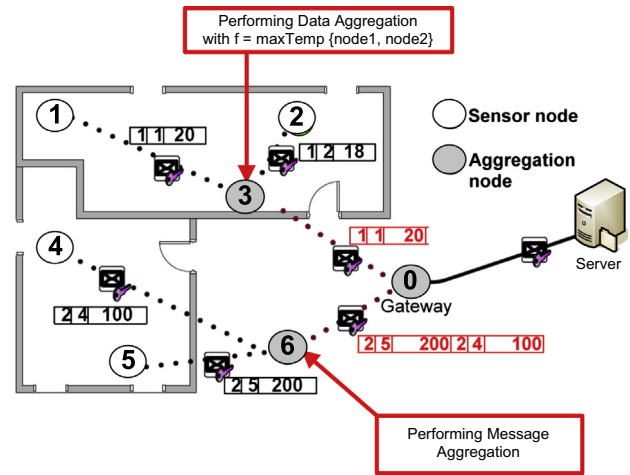 Performing Data Aggregation
with f = maxTemp {node1, node2}
1
2
1 1 20
1 2 18
Sensor node
Aggregation
node
3
4
1 1 20
Server
0
Gateway
2 4 100
5
6
2 5 200 2 4 100
2 5 200
Performing Message
Aggregation